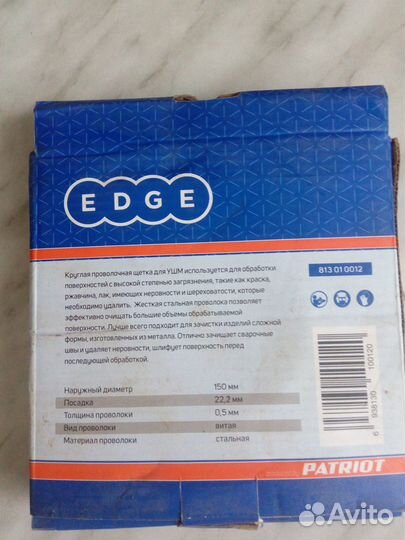 EDGE
Круглая проволочная щетка для УШМ используется для обработки
поверхностей с высокой степенью загрязнения, такие как краска,
ржавчина, лак, имеющих неровности и шероховатости, которые
необходимо удалить. Жесткая стальная проволока позволяет
эффективно очищать большие объемы обрабатываемой
поверхности. Лучше всего подходит для зачистки изделий сложной
формы, изготовленных из металла. Отлично зачищает сварочные
швы и удаляет неровности, шлифует поверхность перед
последующей обработкой.
813 01 0012
Наружный диаметр 150 мм
Посадка 22,2 мм
Толщина проволоки 0,5 мм
Вид проволоки витая
Материал проволоки стальная
6 938130 100120
PATRIOT
Avito